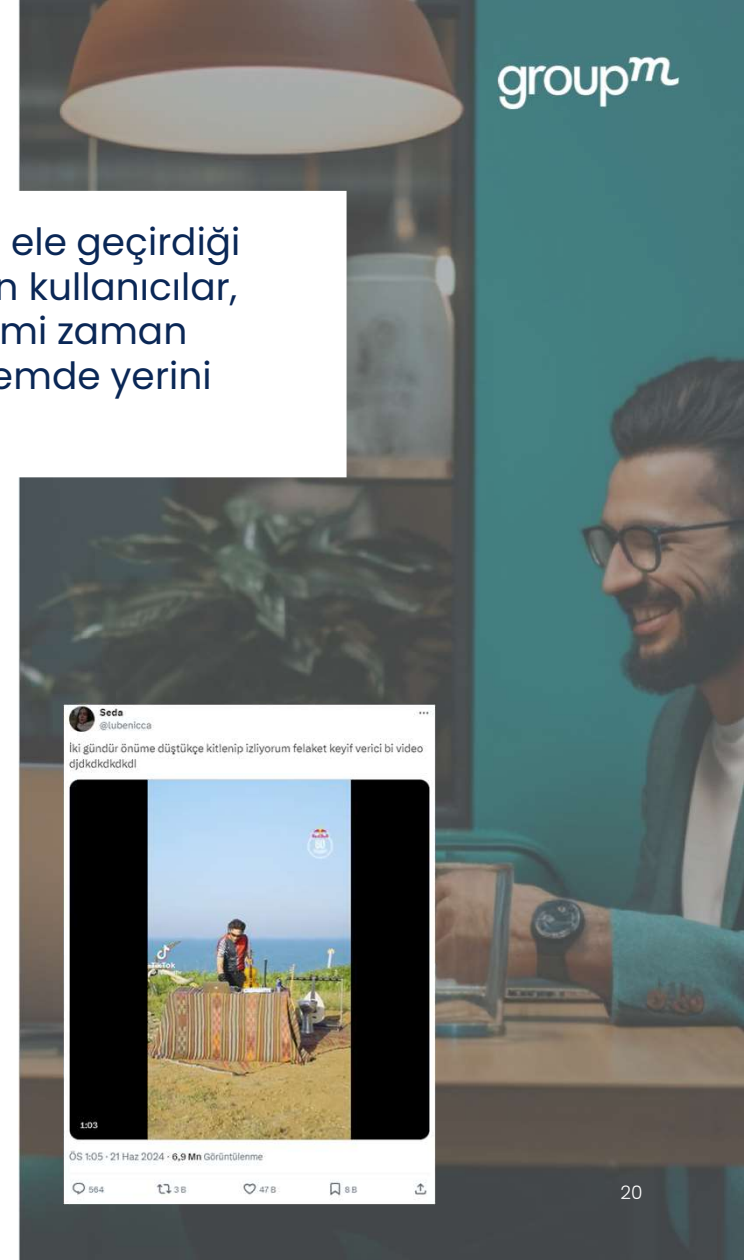 groupm
ele geçirdiği
n kullanıcılar,
mi zaman
emde yerini
Seda
@lubenicca
İki gündür önüme düştükçe kitlenip izliyorum felaket keyif verici bi video
djdkdkdkdkdl
TikTok
1:03
ÖS 1:05 · 21 Haz 2024 · 6,9 Mn Görüntülenme
564 3 B 47 B 8 B
20